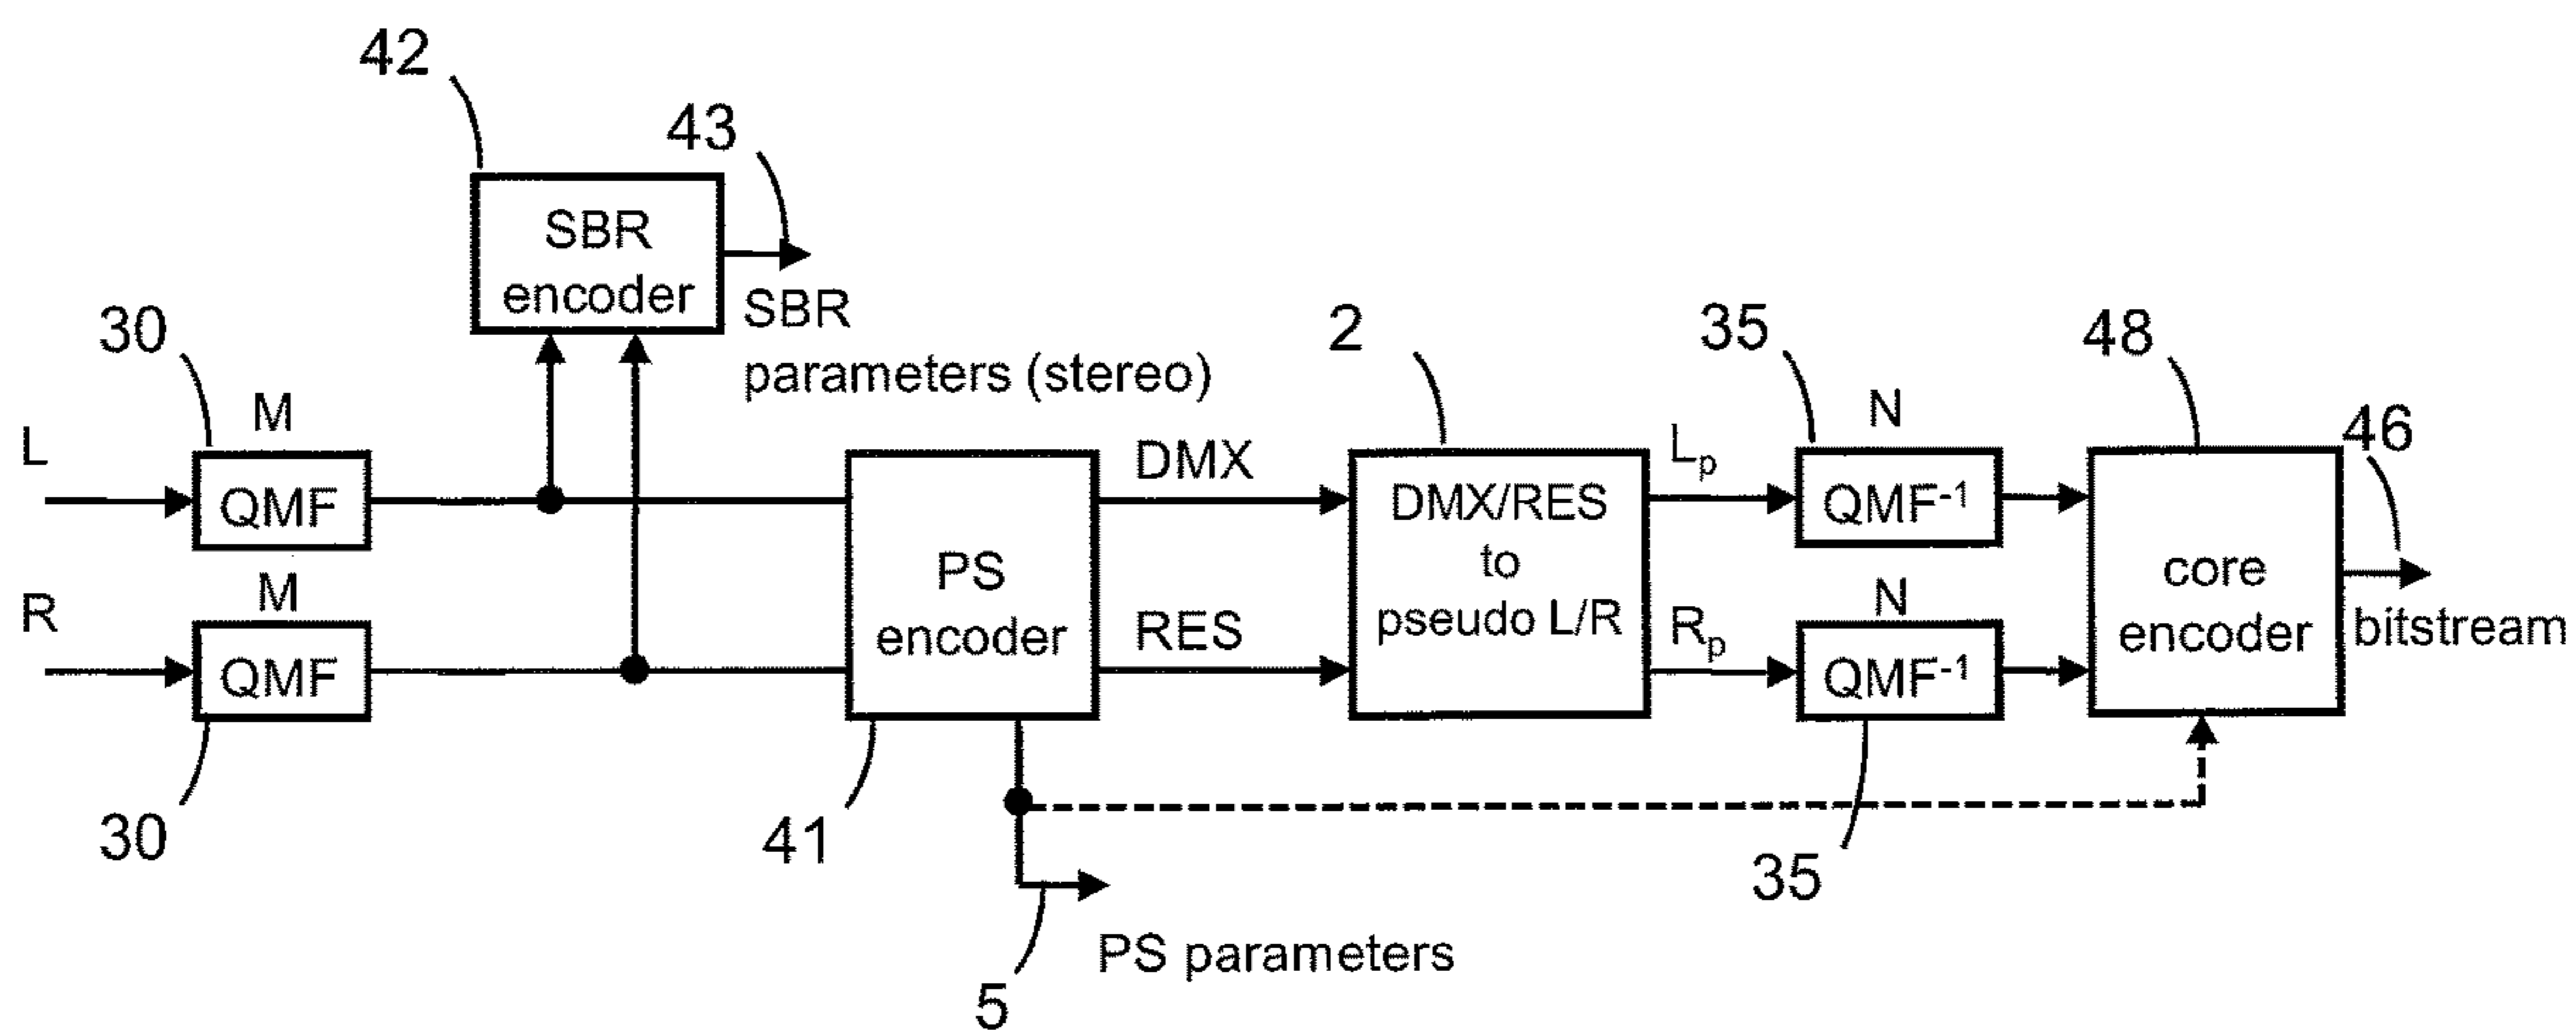 42
43
SBR
encoder
SBR
parameters (stereo)
30
M
L
QMF
M
R
QMF
30
PS
encoder
41
DMX
RES
2
DMX/RES
to
pseudo L/R
Lp
Rp
35
N
QMF-1
N
QMF-1
35
48
core
encoder
46
bitstream
5
PS parameters